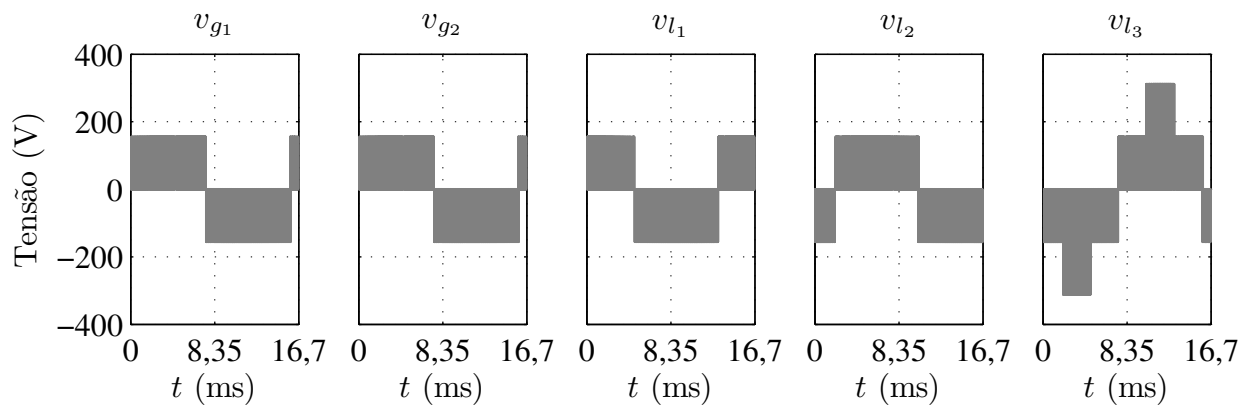 v_{g_1} v_{g_2} v_{l_1} v_{l_2} v_{l_3}
Tensão (V)
400
200
0
−200
−400
0 8,35 16,7 0 8,35 16,7 0 8,35 16,7 0 8,35 16,7 0 8,35 16,7
t (ms) t (ms) t (ms) t (ms) t (ms)